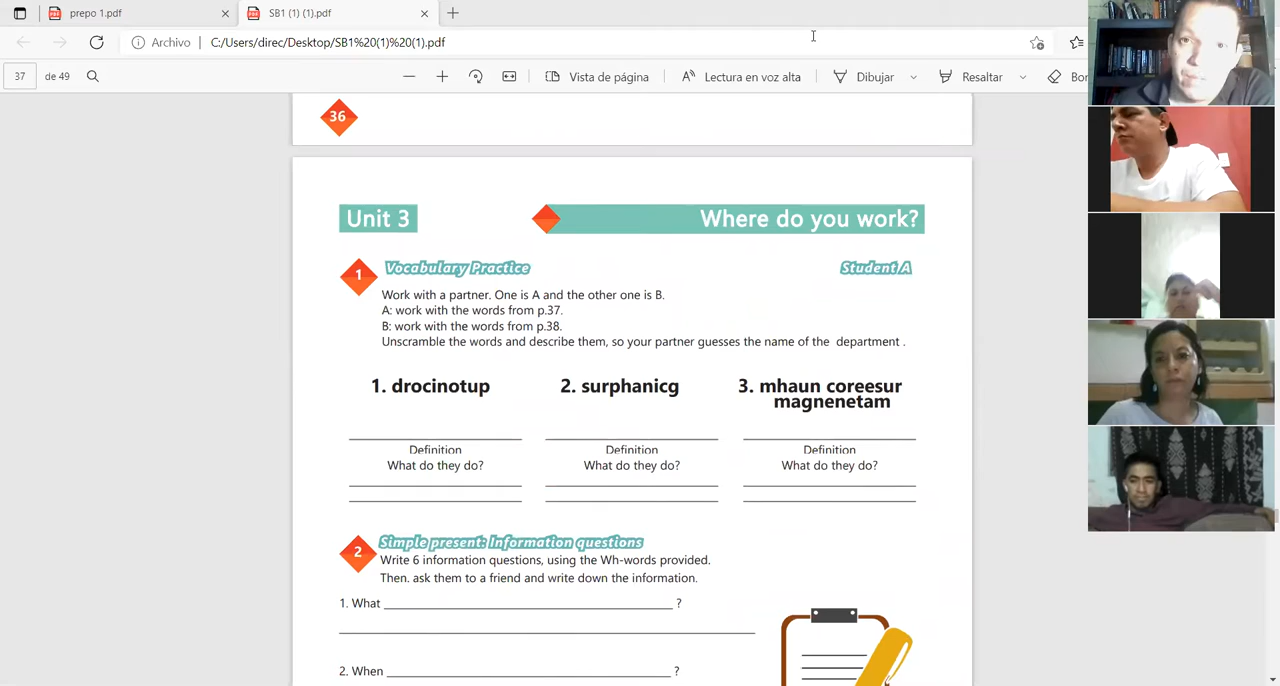 prepo 1.pdf
SB1 (1) (1).pdf
Archivo
C:/Users/direc/Desktop/SB1%20(1)%20(1).pdf
37
de 49
Vista de página
Lectura en voz alta
Dibujar
Resaltar
Bor
36
Unit 3
Where do you work?
1
Vocabulary Practice
Student A
Work with a partner. One is A and the other one is B.
A: work with the words from p.37.
B: work with the words from p.38.
Unscramble the words and describe them, so your partner guesses the name of the department .
1. drocinotup
2. surphanicg
3. mhaun coreesur
magnenetam
Definition
What do they do?
Definition
What do they do?
Definition
What do they do?
2
Simple present: Information questions
Write 6 information questions, using the Wh-words provided.
Then. ask them to a friend and write down the information.
1. What ?
2. When ?